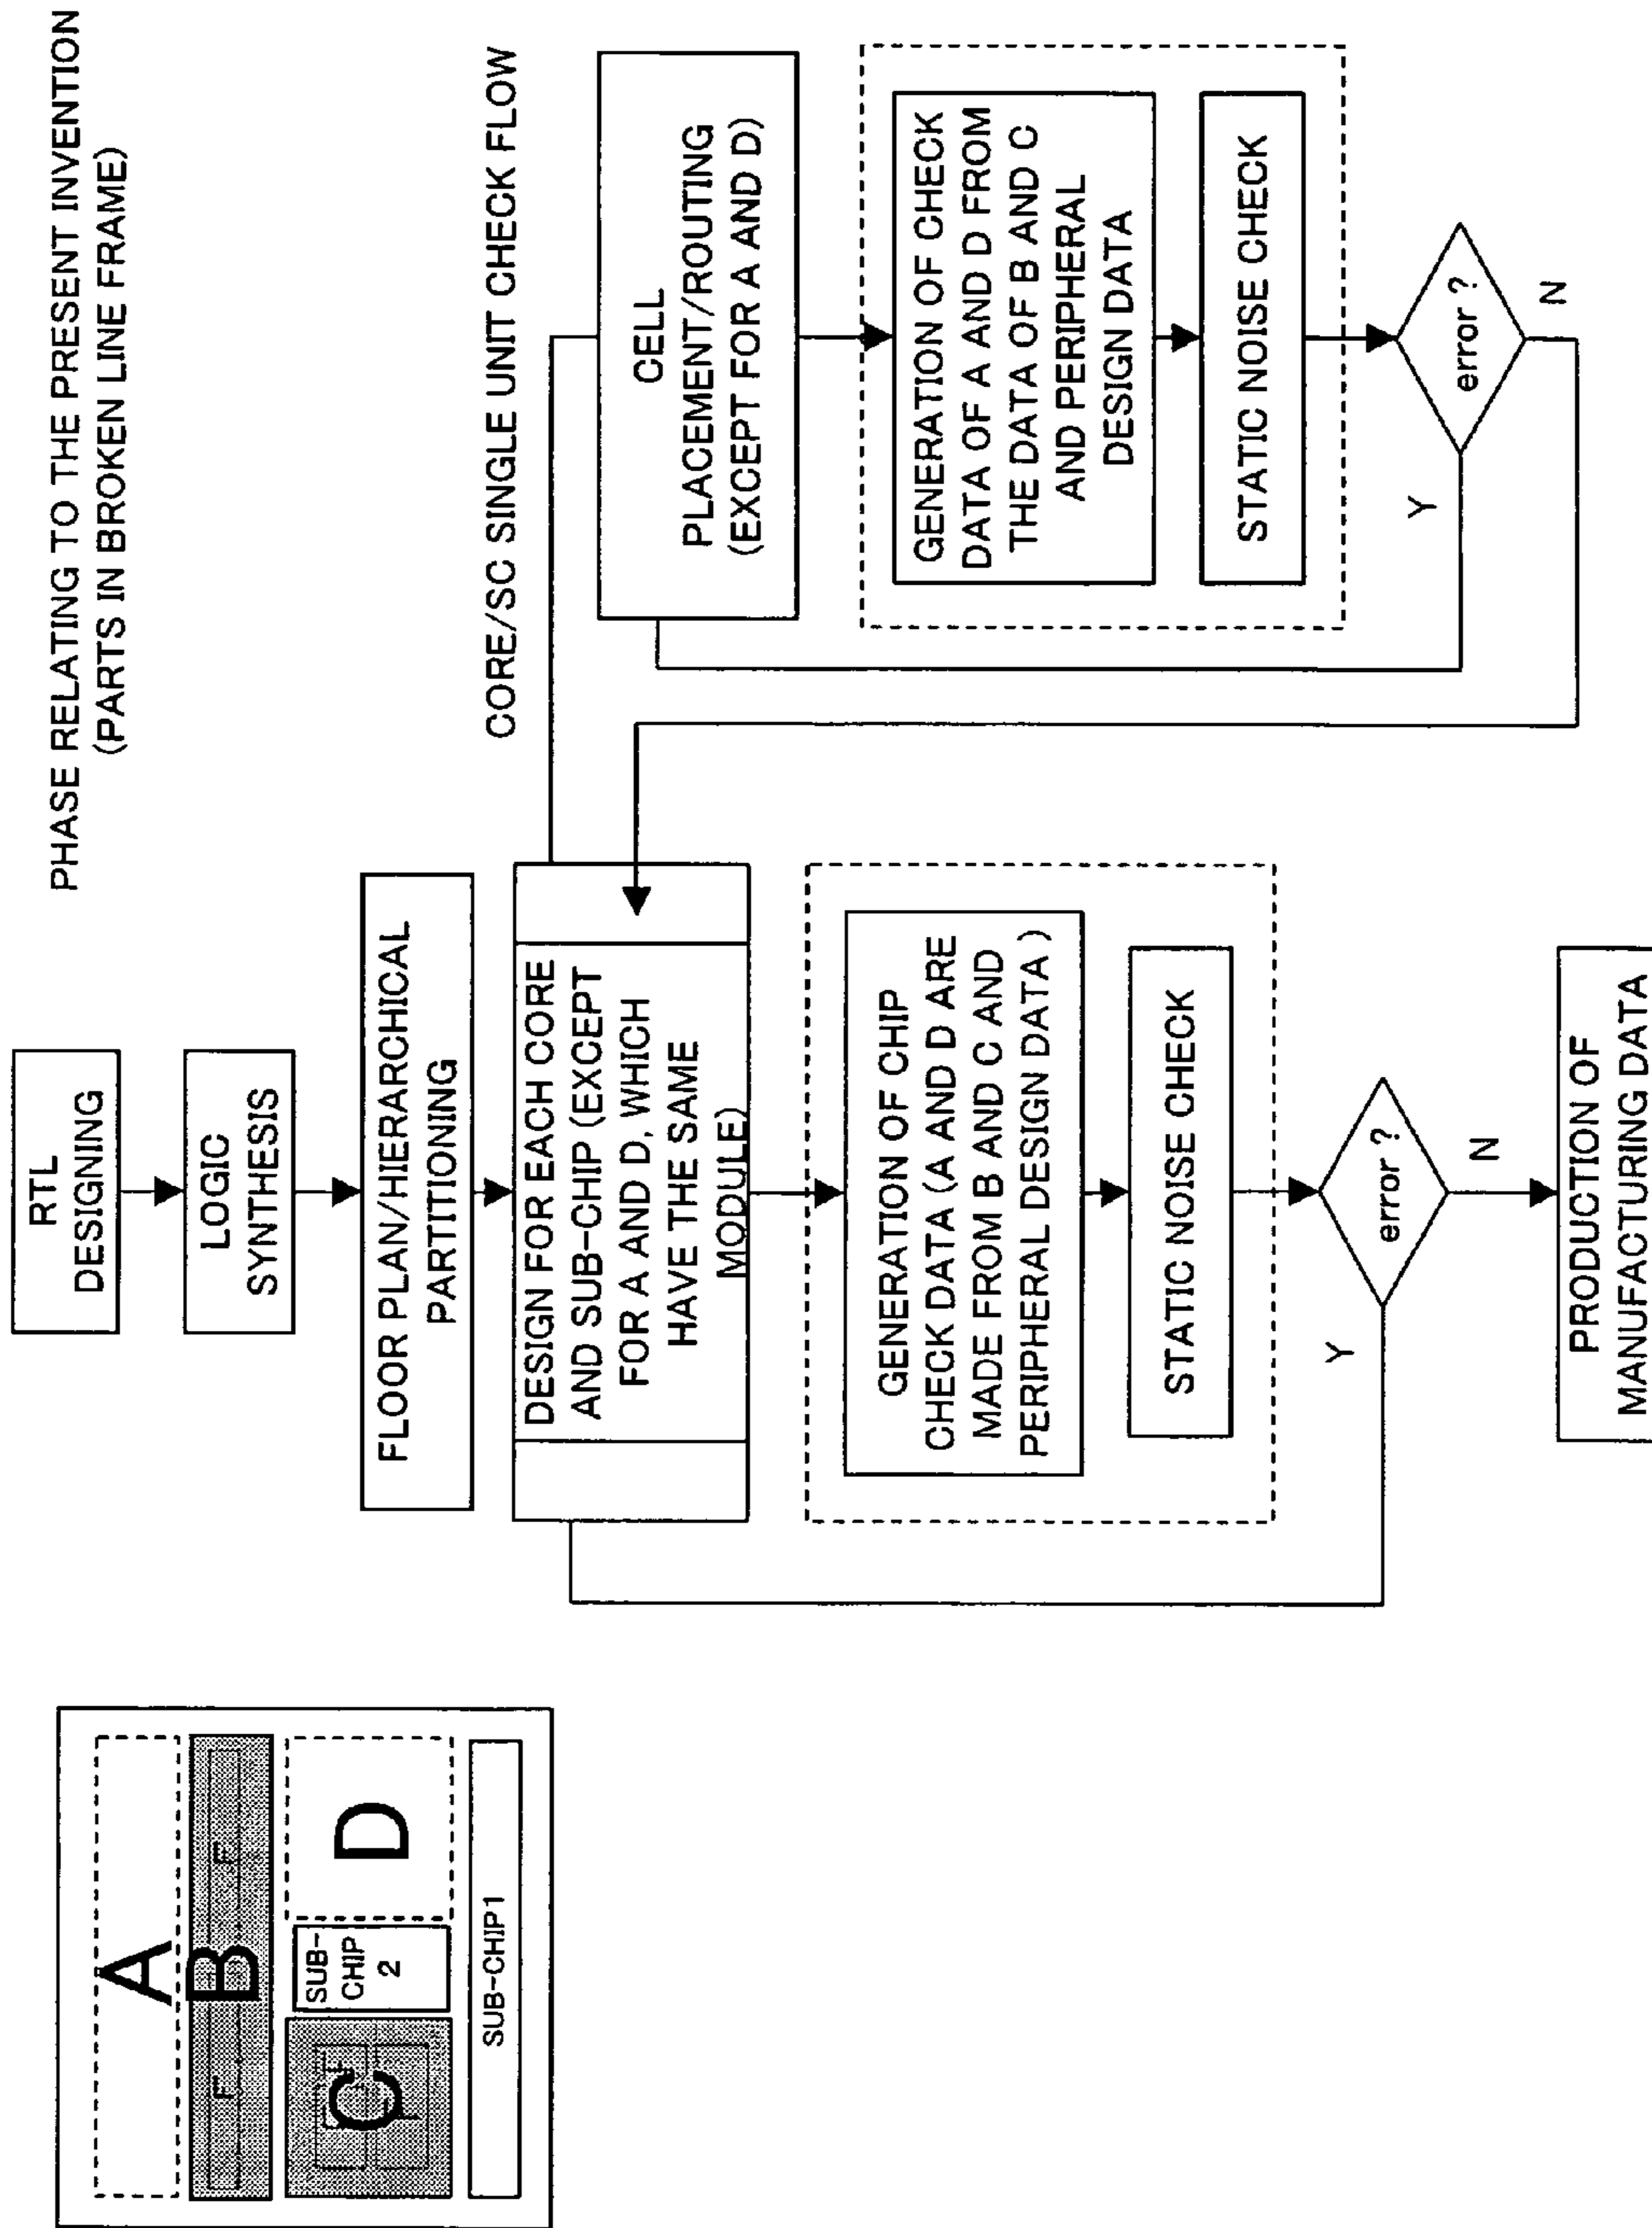 PHASE RELATING TO THE PRESENT INVENTION
(PARTS IN BROKEN LINE FRAME)
A
B
F
F
C
SUB-
CHIP
2
D
SUB-CHIP1
RTL
DESIGNING
LOGIC
SYNTHESIS
FLOOR PLAN/HIERARCHICAL
PARTITIONING
DESIGN FOR EACH CORE
AND SUB-CHIP (EXCEPT
FOR A AND D, WHICH
HAVE THE SAME
MODULE)
GENERATION OF CHIP
CHECK DATA (A AND D ARE
MADE FROM B AND C AND
PERIPHERAL DESIGN DATA )
STATIC NOISE CHECK
error ?
Y
N
PRODUCTION OF
MANUFACTURING DATA
CORE/SC SINGLE UNIT CHECK FLOW
CELL
PLACEMENT/ROUTING
(EXCEPT FOR A AND D)
GENERATION OF CHECK
DATA OF A AND D FROM
THE DATA OF B AND C
AND PERIPHERAL
DESIGN DATA
STATIC NOISE CHECK
error ?
Y
N